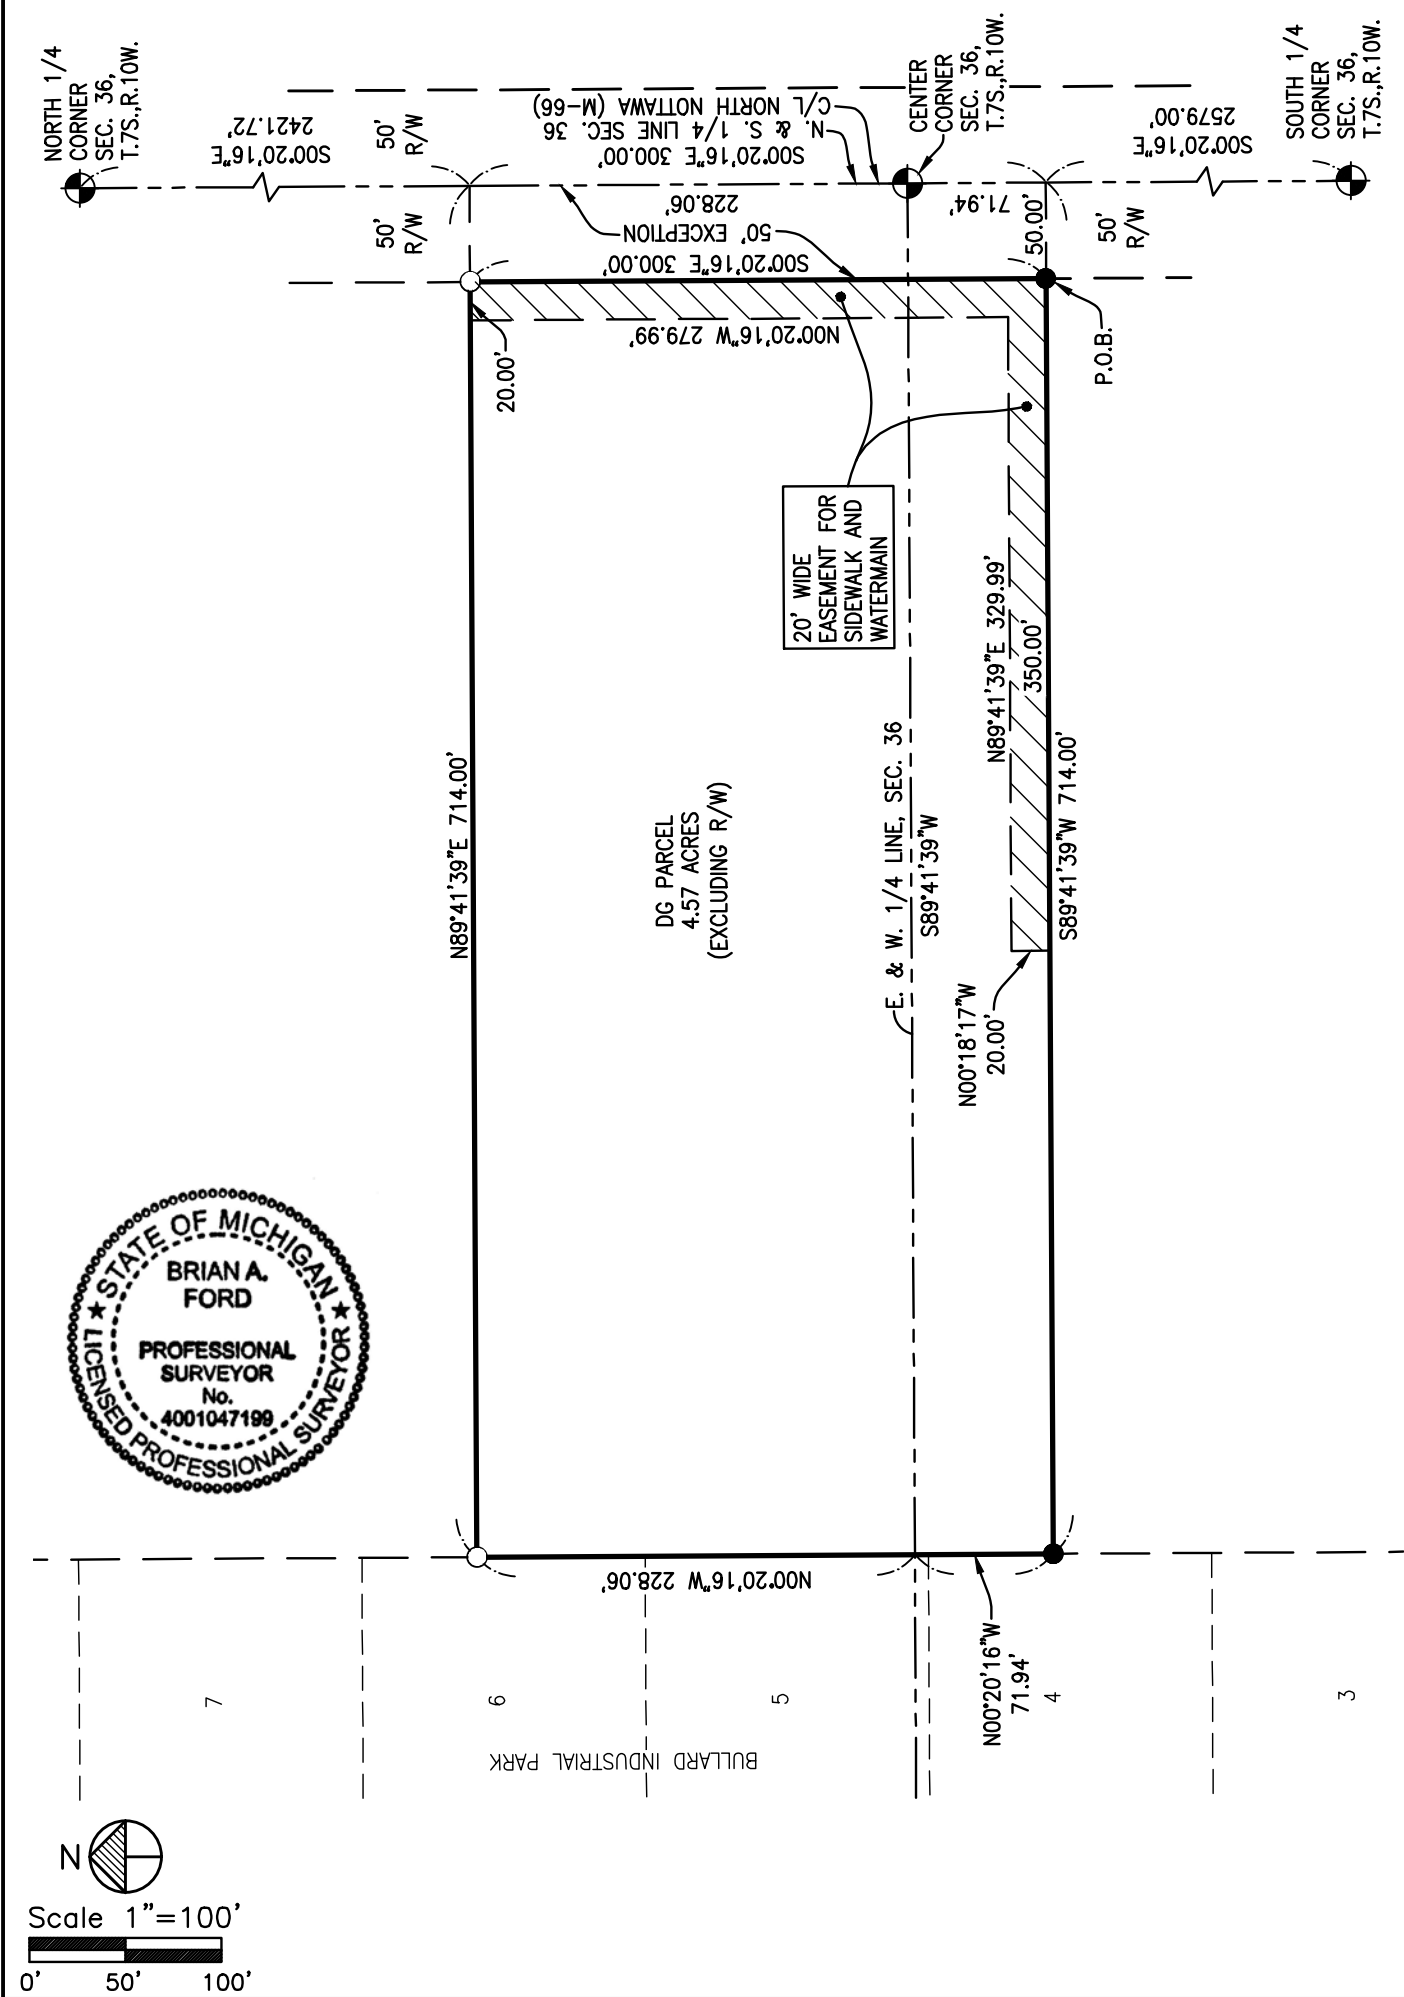 NORTH 1/4
CORNER
SEC. 36,
T.7S.,R.10W.
S00°20'16"E
2421.72'
50'
R/W
50'
R/W
C/L NORTH NOTTAWA (M-66)
N. & S. 1/4 LINE SEC. 36
S00°20'16"E 300.00'
228.06'
50' EXCEPTION
S00°20'16"E 300.00'
CENTER
CORNER
SEC. 36,
T.7S.,R.10W.
71.94'
50.00'
S00°20'16"E
2579.00'
50'
R/W
SOUTH 1/4
CORNER
SEC. 36,
T.7S.,R.10W.
20.00'
N00°20'16"W 279.99'
P.O.B.
20' WIDE
EASEMENT FOR
SIDEWALK AND
WATERMAIN
N89°41'39"E 329.99'
350.00'
N89°41'39"E 714.00'
DG PARCEL
4.57 ACRES
(EXCLUDING R/W)
E. & W. 1/4 LINE, SEC. 36
S89°41'39"W
S89°41'39"W 714.00'
N00°18'17"W
20.00'
STATE OF MICHIGAN
BRIAN A.
FORD
PROFESSIONAL
SURVEYOR
No.
4001047199
LICENSED PROFESSIONAL SURVEYOR
N00°20'16"W 228.06'
N00°20'16"W
71.94'
7
6
5
4
3
BULLARD INDUSTRIAL PARK
N
Scale 1"=100'
0' 50' 100'